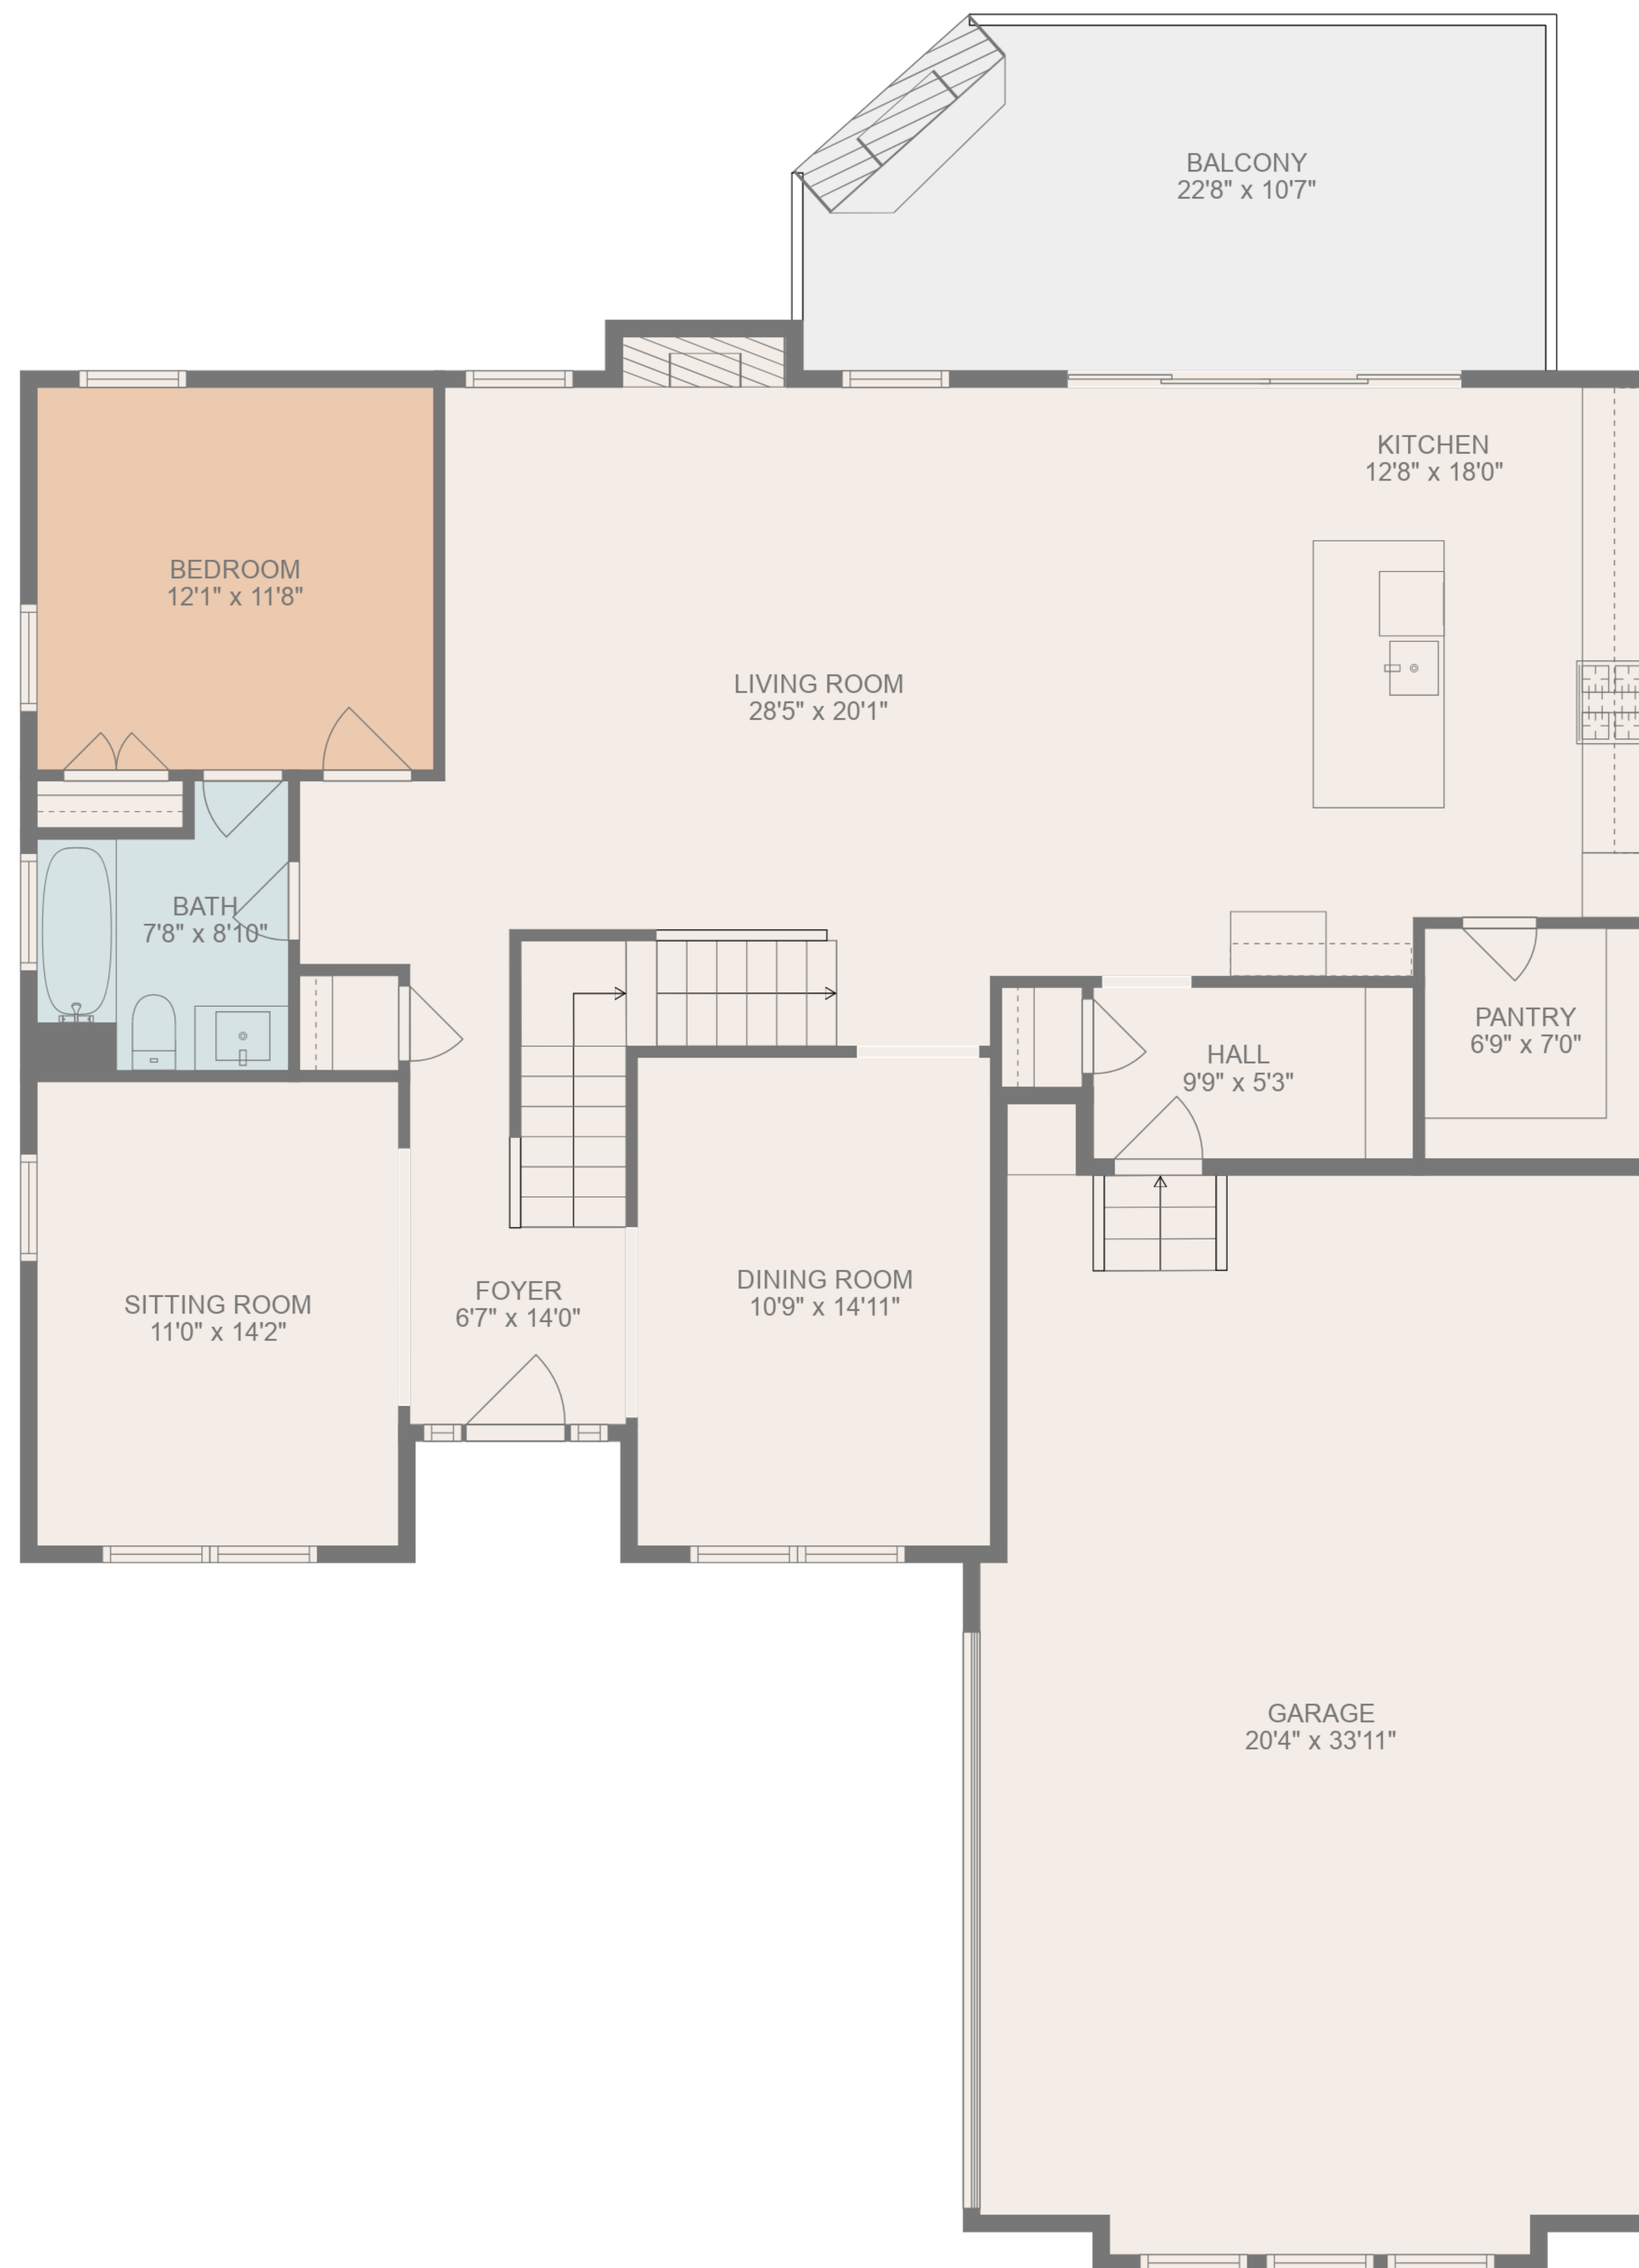 BALCONY
22'8" x 10'7"
KITCHEN
12'8" x 18'0"
BEDROOM
12'1" x 11'8"
LIVING ROOM
28'5" x 20'1"
BATH
7'8" x 8'10"
PANTRY
6'9" x 7'0"
HALL
9'9" x 5'3"
DINING ROOM
10'9" x 14'11"
FOYER
6'7" x 14'0"
SITTING ROOM
11'0" x 14'2"
GARAGE
20'4" x 33'11"